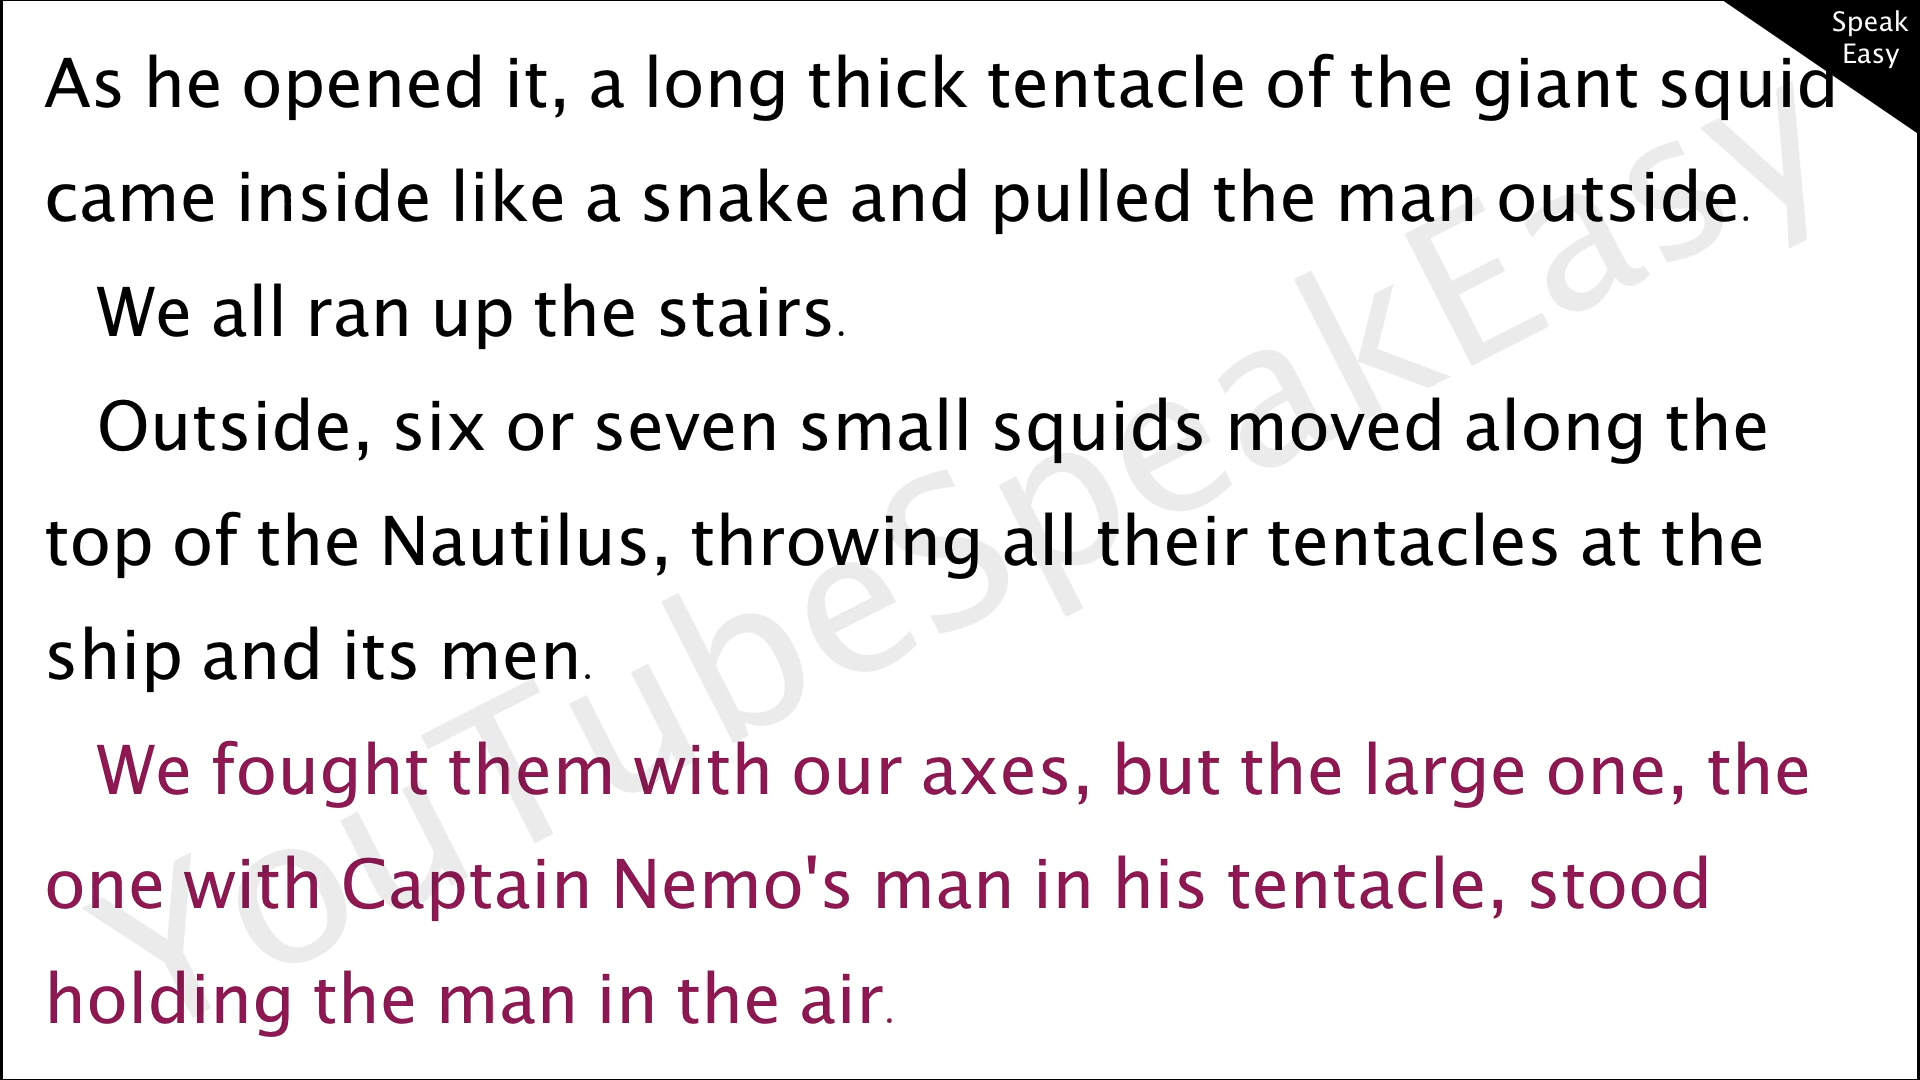 Speak
Easy
As he opened it, a long thick tentacle of the giant squid
came inside like a snake and pulled the man outside.
We all ran up the stairs.
Outside, six or seven small squids moved along the
top of the Nautilus, throwing all their tentacles at the
ship and its men.
We fought them with our axes, but the large one, the
one with Captain Nemo's man in his tentacle, stood
holding the man in the air.
YouTubeSpeakEasy